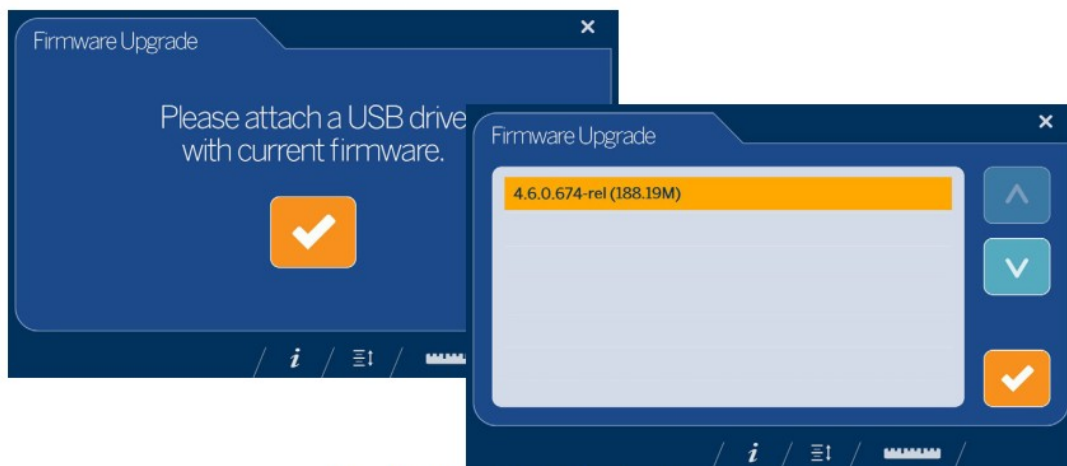 Firmware Upgrade
Please attach a USB drive
with current firmware.
i
Firmware Upgrade
4.6.0.674-rel (188.19M)
i